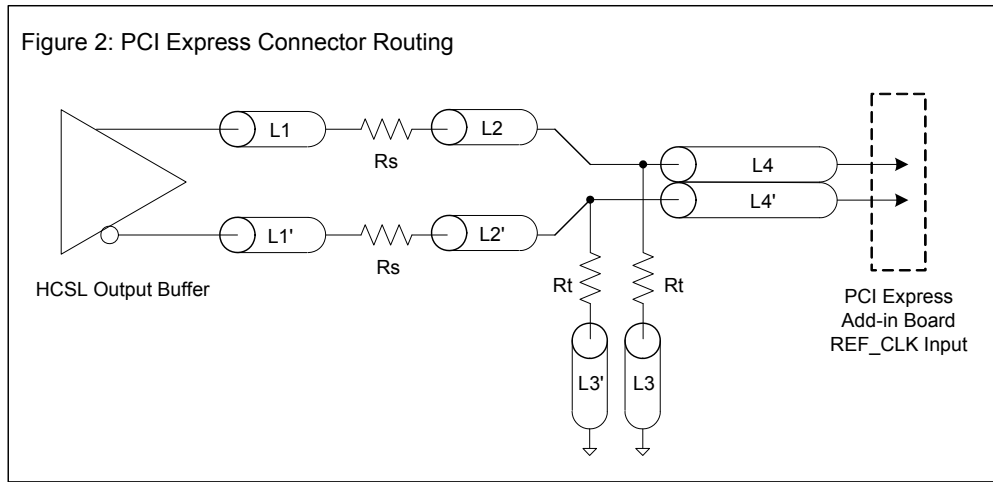 Figure 2: PCI Express Connector Routing
L1
Rs
L2
L4
L4'
L1'
Rs
L2'
HCSL Output Buffer
Rt
Rt
L3'
L3
PCI Express
Add-in Board
REF_CLK Input